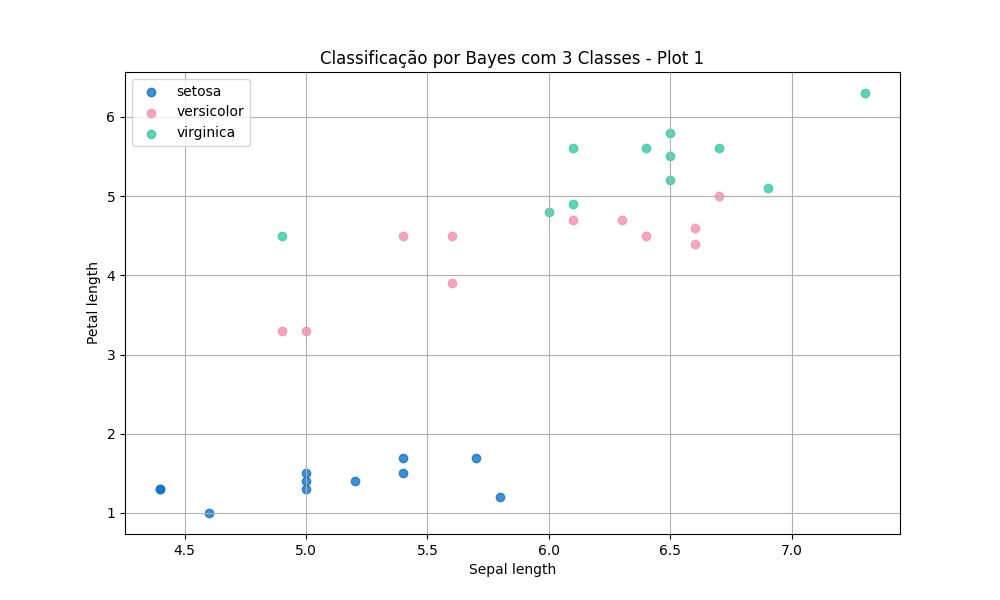 Classificação por Bayes com 3 Classes - Plot 1
setosa
versicolor
virginica
6
5
4
3
2
1
Petal length
4.5 5.0 5.5 6.0 6.5 7.0
Sepal length